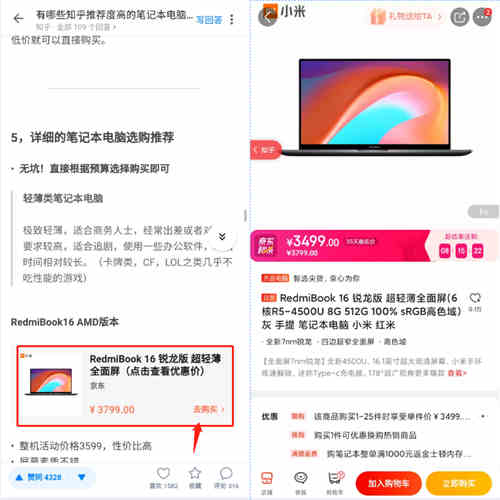 有哪些知乎推荐度高的笔记本电脑...
写回答
知乎 · 全部 109 个回答 >
低价就可以直接购买。
5，详细的笔记本电脑选购推荐
· 无坑！直接根据预算选择购买即可
轻薄类笔记本电脑
极致轻薄，适合商务人士，经常出差或者对
要求较高，适合追剧，使用一些办公软件，
时间相对较长。（卡牌类，CF，LOL之类几乎不
吃性能的游戏）
RedmiBook16 AMD版本
小米
RedmiBook 16 锐龙版 超轻薄
全面屏（点击查看优惠价）
京东
¥ 3799.00
去购买 >
· 整机活动价格3599，性价比高
赞同 4328
喜欢 1582
收藏
评论 816
小米
礼物送给TA >
知乎
¥3499.00
¥3799.00
08 : 15 : 22
RedmiBook 16 锐龙版 超轻薄全面屏(6
核R5-4500U 8G 512G 100% sRGB高色域)
灰 手提 笔记本电脑 小米 红米
· 全新7nm锐龙 · 四边超窄全面屏 · 高色域
优惠
限购 该商品购买1-25件时享受单件价￥3499...
限购 购买1件可优惠换购热销商品
购笔记本整单满1000元返金士顿内存...
店铺
客服
购物车
加入购物车
立即购买